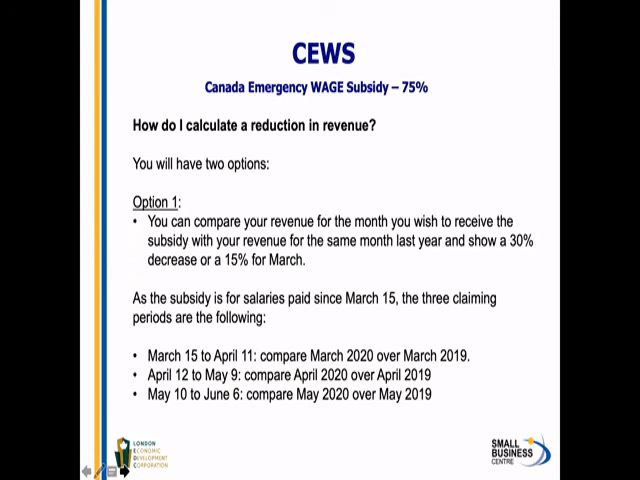 CEWS
Canada Emergency WAGE Subsidy – 75%
How do I calculate a reduction in revenue?
You will have two options:
Option 1:
• You can compare your revenue for the month you wish to receive the
subsidy with your revenue for the same month last year and show a 30%
decrease or a 15% for March.
As the subsidy is for salaries paid since March 15, the three claiming
periods are the following:
• March 15 to April 11: compare March 2020 over March 2019.
• April 12 to May 9: compare April 2020 over April 2019
• May 10 to June 6: compare May 2020 over May 2019
LONDON
ECONOMIC
DEVELOPMENT
CORPORATION
SMALL
BUSINESS
CENTRE